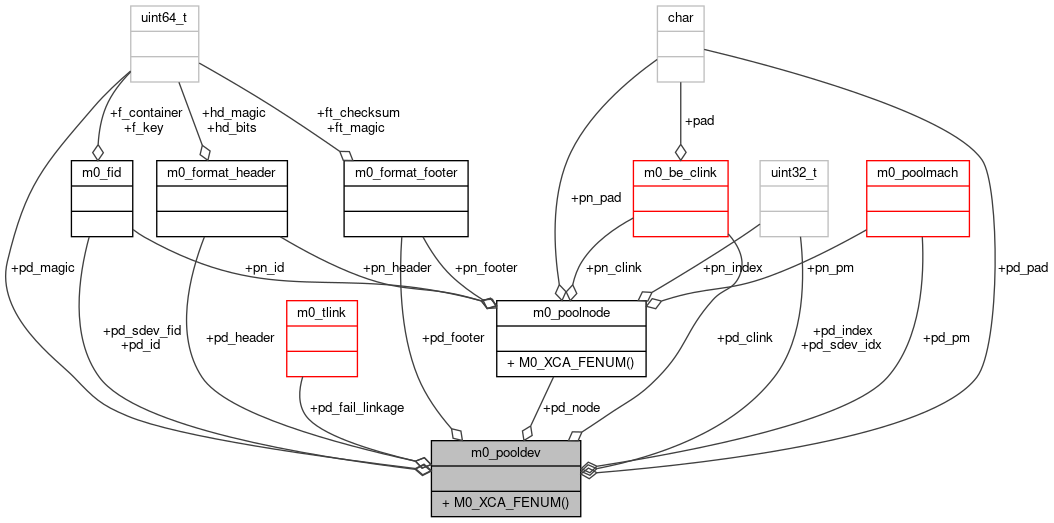 uint64_t
char
+f_container
+f_key
+hd_magic
+hd_bits
+ft_checksum
+ft_magic
+pad
m0_fid
m0_format_header
m0_format_footer
m0_be_clink
uint32_t
m0_poolmach
+pn_pad
+pd_magic
+pn_id
+pn_header
+pn_footer
+pn_clink
+pn_index
+pn_pm
+pd_pad
m0_tlink
m0_poolnode
+ M0_XCA_FENUM()
+pd_sdev_fid
+pd_id
+pd_header
+pd_footer
+pd_clink
+pd_index
+pd_sdev_idx
+pd_pm
+pd_fail_linkage
+pd_node
m0_pooldev
+ M0_XCA_FENUM()